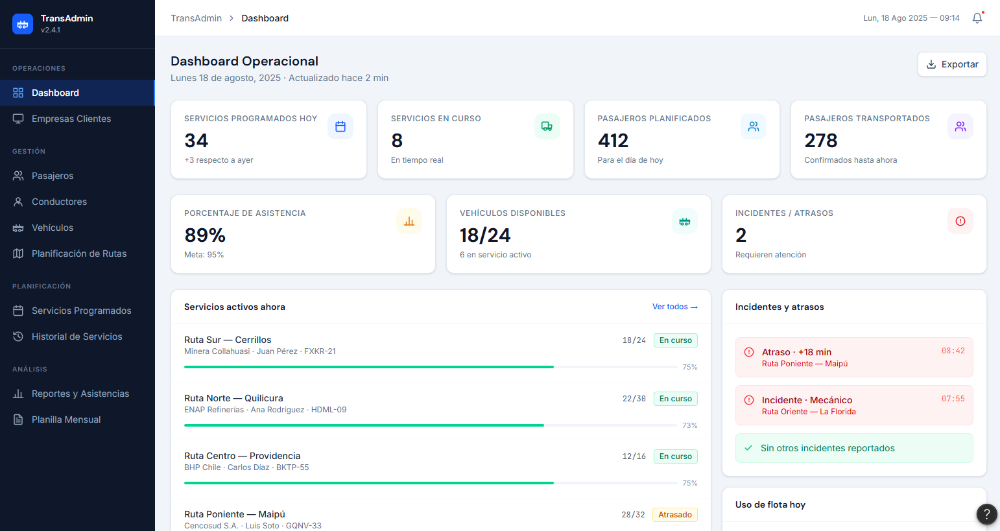 TransAdmin
v2.4.1
OPERACIONES
Dashboard
Empresas Clientes
GESTIÓN
Pasajeros
Conductores
Vehículos
Planificación de Rutas
PLANIFICACIÓN
Servicios Programados
Historial de Servicios
ANÁLISIS
Reportes y Asistencias
Planilla Mensual
TransAdmin > Dashboard
Lun, 18 Ago 2025 — 09:14
Dashboard Operacional
Lunes 18 de agosto, 2025 · Actualizado hace 2 min
Exportar
SERVICIOS PROGRAMADOS HOY
34
+3 respecto a ayer
SERVICIOS EN CURSO
8
En tiempo real
PASAJEROS PLANIFICADOS
412
Para el día de hoy
PASAJEROS TRANSPORTADOS
278
Confirmados hasta ahora
PORCENTAJE DE ASISTENCIA
89%
Meta: 95%
VEHÍCULOS DISPONIBLES
18/24
6 en servicio activo
INCIDENTES / ATRASOS
2
Requieren atención
Servicios activos ahora
Ver todos →
Ruta Sur — Cerrillos
18/24 En curso
Minera Collahuasi · Juan Pérez · FXKR-21
75%
Ruta Norte — Quilicura
22/30 En curso
ENAP Refinerías · Ana Rodríguez · HDML-09
73%
Ruta Centro — Providencia
12/16 En curso
BHP Chile · Carlos Díaz · BKTP-55
75%
Ruta Poniente — Maipú
28/32 Atrasado
Cencosud S.A. · Luis Soto · GQNV-33
Incidentes y atrasos
Atraso · +18 min 08:42
Ruta Poniente — Maipú
Incidente · Mecánico 07:55
Ruta Oriente — La Florida
Sin otros incidentes reportados
Uso de flota hoy
?